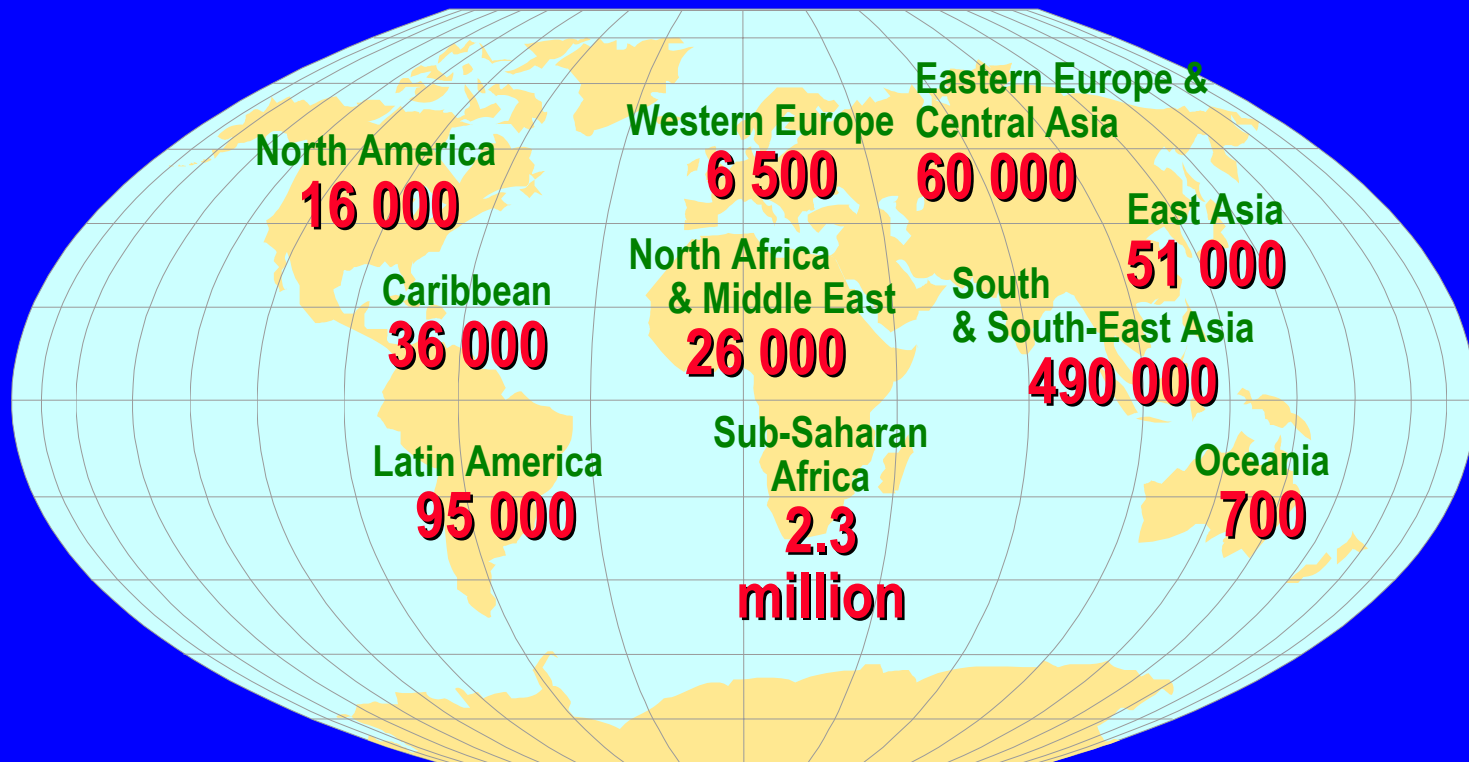 Eastern Europe &
Central Asia
60 000
Western Europe
6 500
North America
16 000
East Asia
51 000
North Africa
& Middle East
26 000
South
& South-East Asia
490 000
Caribbean
36 000
Sub-Saharan
Africa
2.3
million
Latin America
95 000
Oceania
700